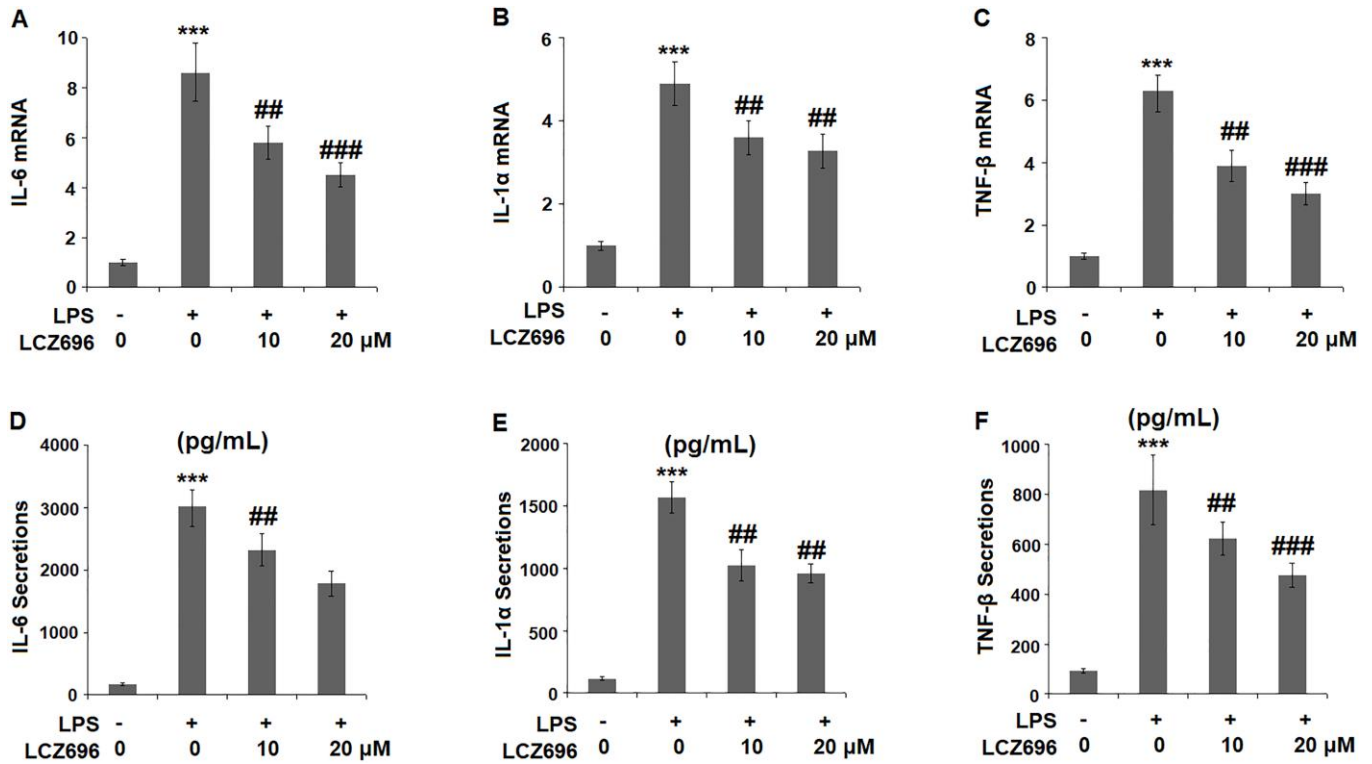 A
IL-6 mRNA
10
8
6
4
2
0
***
##
###
LPS - + + +
LCZ696 0 0 10 20 µM
B
IL-1α mRNA
6
4
2
0
***
##
##
LPS - + + +
LCZ696 0 0 10 20 µM
C
TNF-β mRNA
8
6
4
2
0
***
##
###
LPS - + + +
LCZ696 0 0 10 20 µM
D
(pg/mL)
IL-6 Secretions
4000
3000
2000
1000
0
***
##
LPS - + + +
LCZ696 0 0 10 20 µM
E
(pg/mL)
IL-1α Secretions
2000
1500
1000
500
0
***
##
##
LPS - + + +
LCZ696 0 0 10 20 µM
F
(pg/mL)
TNF-β Secretions
1000
800
600
400
200
0
***
##
###
LPS - + + +
LCZ696 0 0 10 20 µM